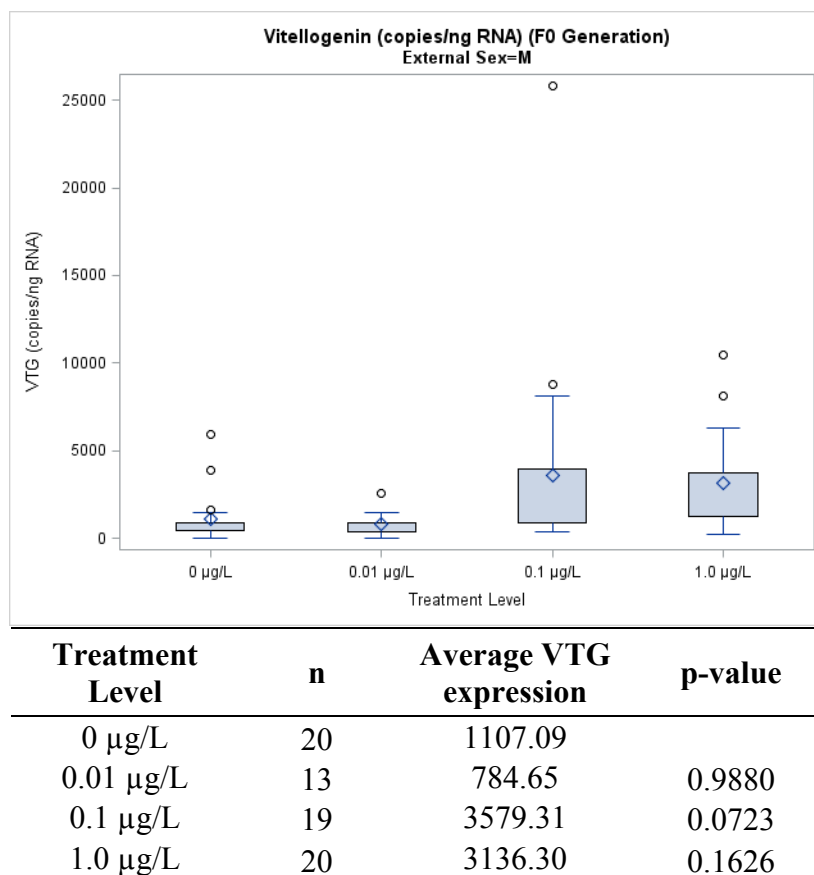 Vitellogenin (copies/ng RNA) (F0 Generation)
External Sex=M
VTG (copies/ng RNA)
25000
20000
15000
10000
5000
0
0 µg/L 0.01 µg/L 0.1 µg/L 1.0 µg/L
Treatment Level
Treatment Level n Average VTG expression p-value
0 µg/L 20 1107.09
0.01 µg/L 13 784.65 0.9880
0.1 µg/L 19 3579.31 0.0723
1.0 µg/L 20 3136.30 0.1626